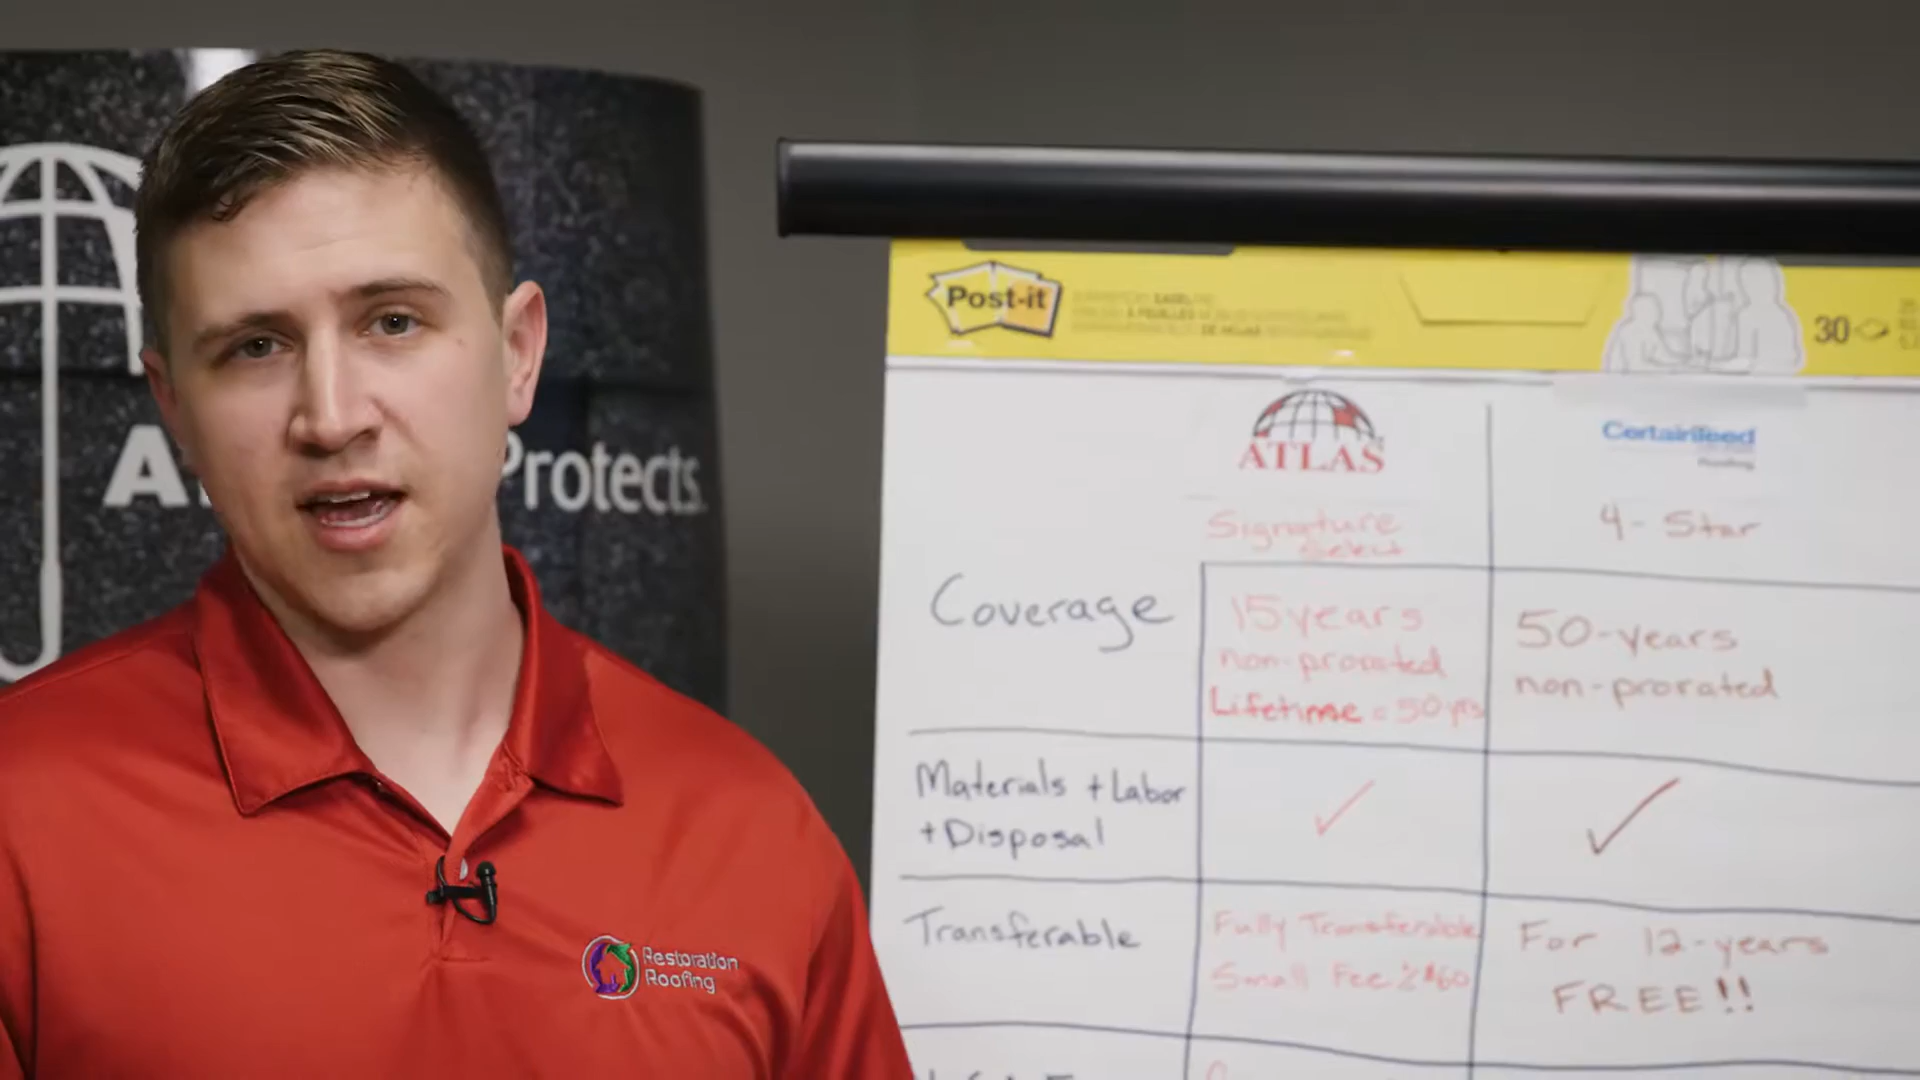 Protects.
Restoration
Roofing
Post-it
30
ATLAS
CertainTeed
Roofing
Signature
Select
4-Star
Coverage
15 years
non-prorated
Lifetime = 50 yrs
50-years
non-prorated
Materials + Labor
+ Disposal
✓
✓
Transferable
Fully Transferable
Small Fee
For 12-years
FREE!!